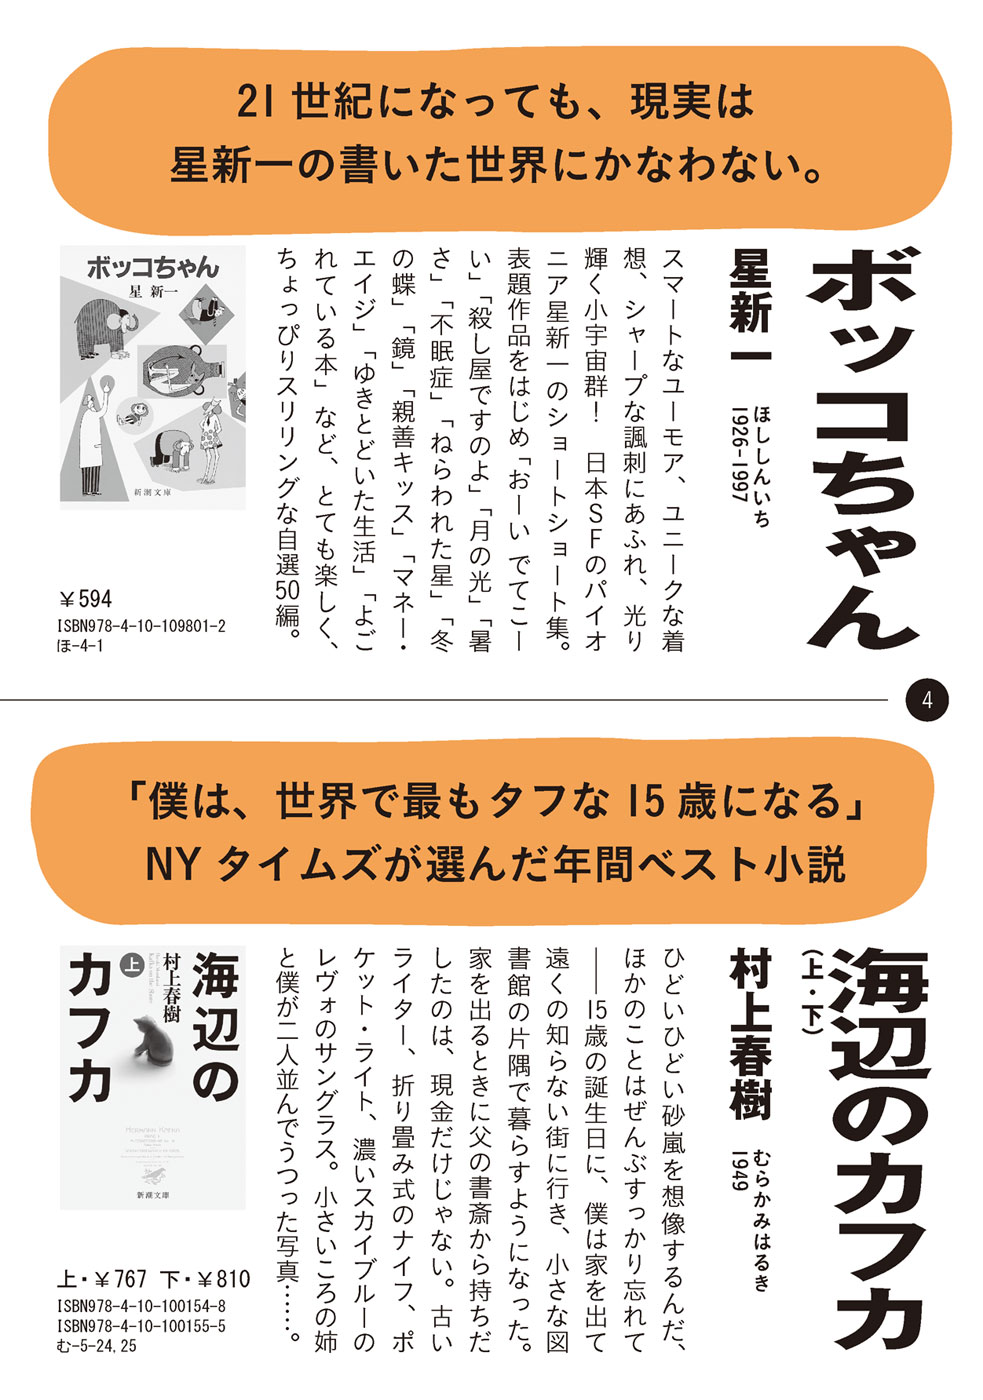 21世紀になっても、現実は
星新一の書いた世界にかなわない。
ボッコちゃん
星新一
ほししんいち
1926-1997
スマートなユーモア、ユニークな着
想、シャープな諷刺にあふれ、光り
輝く小宇宙群！　日本SFのパイオ
ニア星新一のショートショート集。
表題作品をはじめ「おーい でてこー
い」「殺し屋ですのよ」「月の光」「暑
さ」「不眠症」「ねらわれた星」「冬
の蝶」「鏡」「親善キッス」「マネー・
エイジ」「ゆきとどいた生活」「よご
れている本」など、とても楽しく、
ちょっぴりスリリングな自選50編。
ボッコちゃん
星 新一
新潮文庫
￥594
ISBN978-4-10-109801-2
ほ-4-1
4
「僕は、世界で最もタフな15歳になる」
NYタイムズが選んだ年間ベスト小説
海辺のカフカ
（上・下）
村上春樹
むらかみはるき
1949
ひどいひどい砂嵐を想像するんだ、
ほかのことはぜんぶすっかり忘れて
――15歳の誕生日に、僕は家を出て
遠くの知らない街に行き、小さな図
書館の片隅で暮らすようになった。
家を出るときに父の書斎から持ちだ
したのは、現金だけじゃない。古い
ライター、折り畳み式のナイフ、ポ
ケット・ライト、濃いスカイブルーの
レヴォのサングラス。小さいころの姉
と僕が二人並んでうつった写真……。
海辺の
カフカ
上
村上春樹
新潮文庫
上・￥767 下・￥810
ISBN978-4-10-100154-8
ISBN978-4-10-100155-5
む-5-24,25